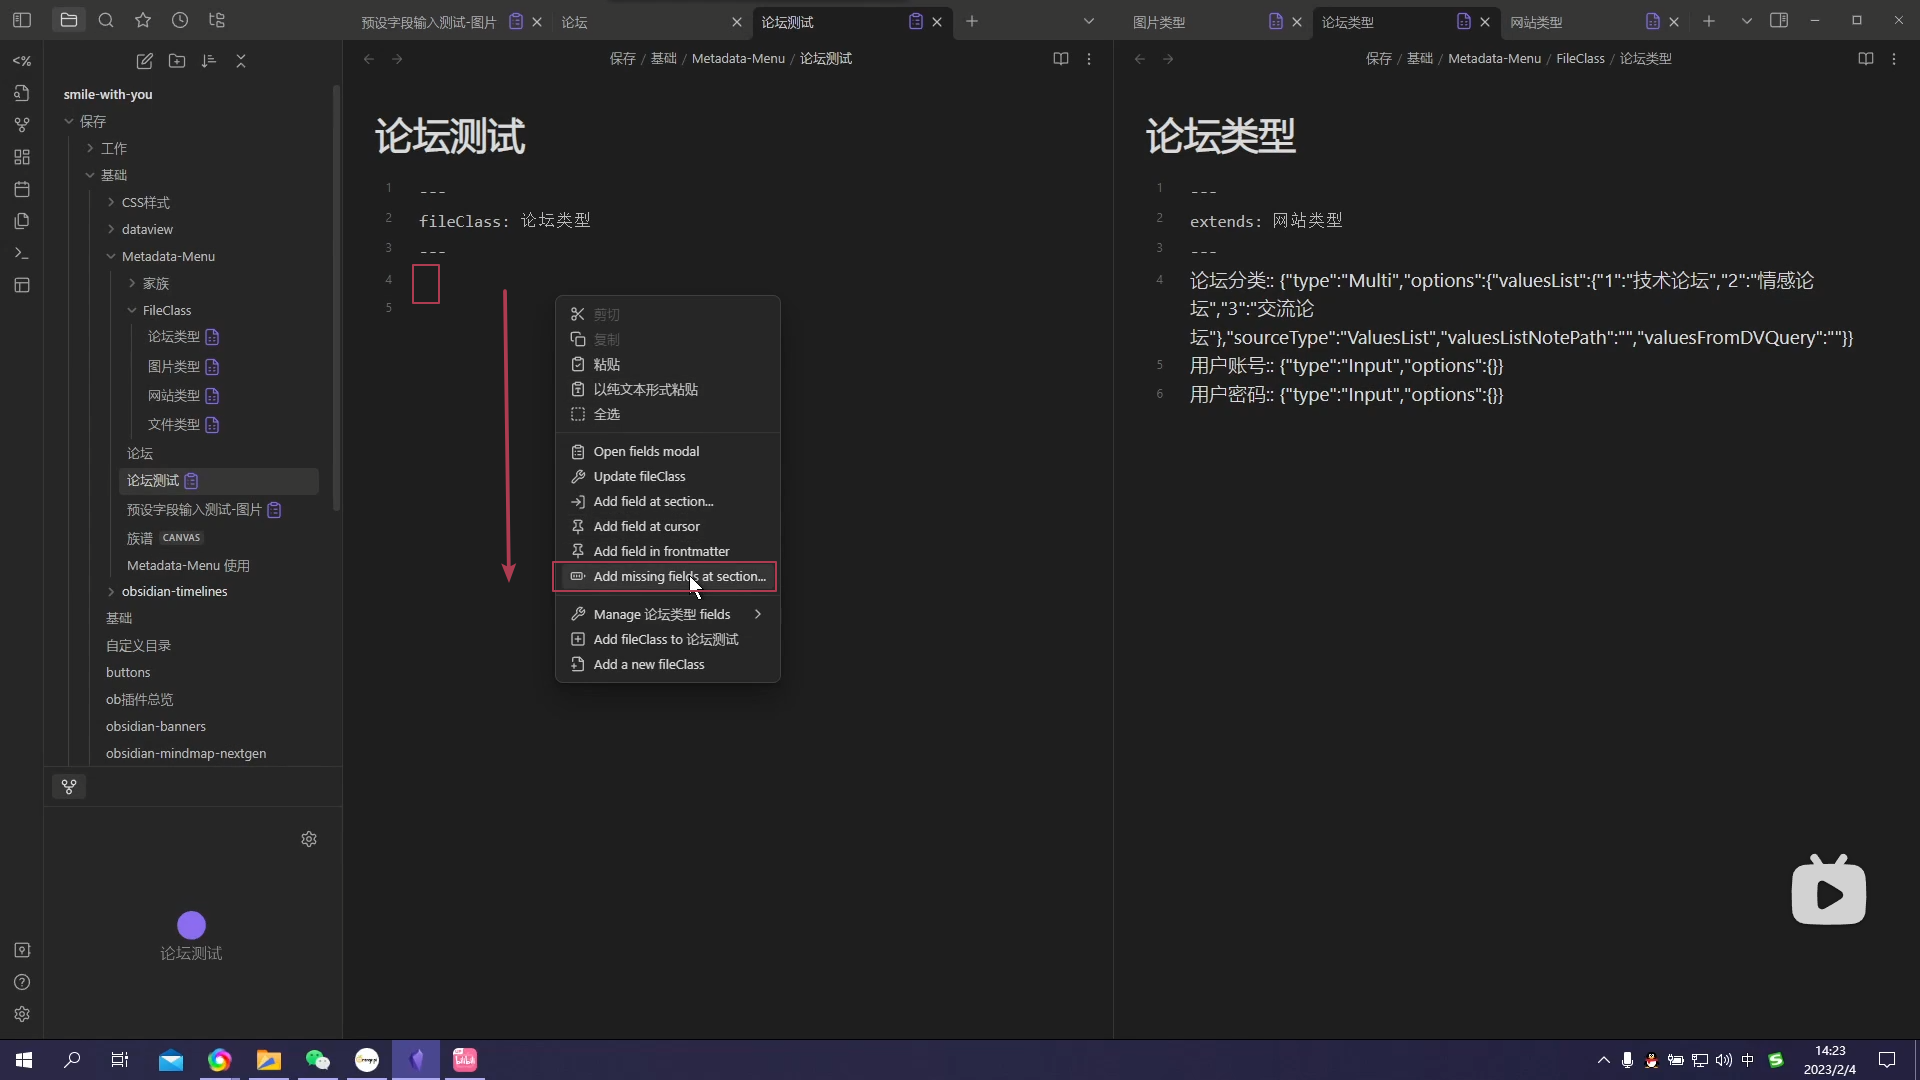 预设字段输入测试-图片
论坛
论坛测试
图片类型
论坛类型
网站类型
保存 / 基础 / Metadata-Menu / 论坛测试
保存 / 基础 / Metadata-Menu / FileClass / 论坛类型
smile-with-you
保存
工作
基础
CSS样式
dataview
Metadata-Menu
家族
FileClass
论坛类型
图片类型
网站类型
文件类型
论坛
论坛测试
预设字段输入测试-图片
族谱 CANVAS
Metadata-Menu 使用
obsidian-timelines
基础
自定义目录
buttons
ob插件总览
obsidian-banners
obsidian-mindmap-nextgen
论坛测试
论坛测试
1 ---
2 fileClass: 论坛类型
3 ---
4
5
剪切
复制
粘贴
以纯文本形式粘贴
全选
Open fields modal
Update fileClass
Add field at section...
Add field at cursor
Add field in frontmatter
Add missing fields at section...
Manage 论坛类型 fields
Add fileClass to 论坛测试
Add a new fileClass
论坛类型
1 ---
2 extends: 网站类型
3 ---
4 论坛分类:: {"type":"Multi","options":{"valuesList":{"1":"技术论坛","2":"情感论
坛","3":"交流论
坛"},"sourceType":"ValuesList","valuesListNotePath":"","valuesFromDVQuery":""}}
5 用户账号:: {"type":"Input","options":{}}
6 用户密码:: {"type":"Input","options":{}}
中
14:23
2023/2/4